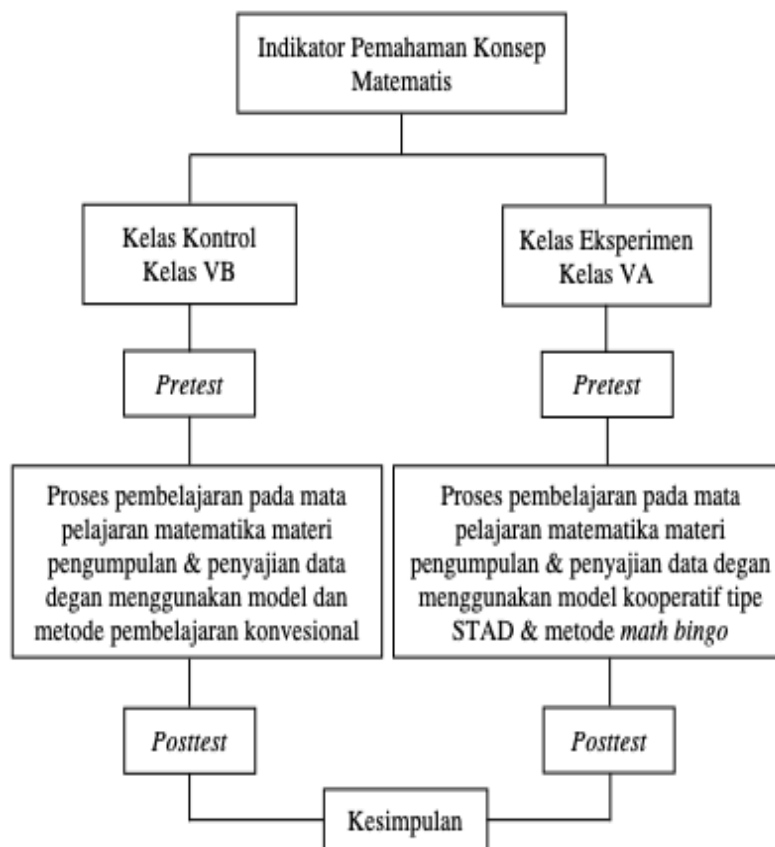 Indikator Pemahaman Konsep
Matematis
Kelas Kontrol
Kelas VB
Kelas Eksperimen
Kelas VA
Pretest
Pretest
Proses pembelajaran pada mata
pelajaran matematika materi
pengumpulan & penyajian data
degan menggunakan model dan
metode pembelajaran konvesional
Proses pembelajaran pada mata
pelajaran matematika materi
pengumpulan & penyajian data degan
menggunakan model kooperatif tipe
STAD & metode math bingo
Posttest
Posttest
Kesimpulan